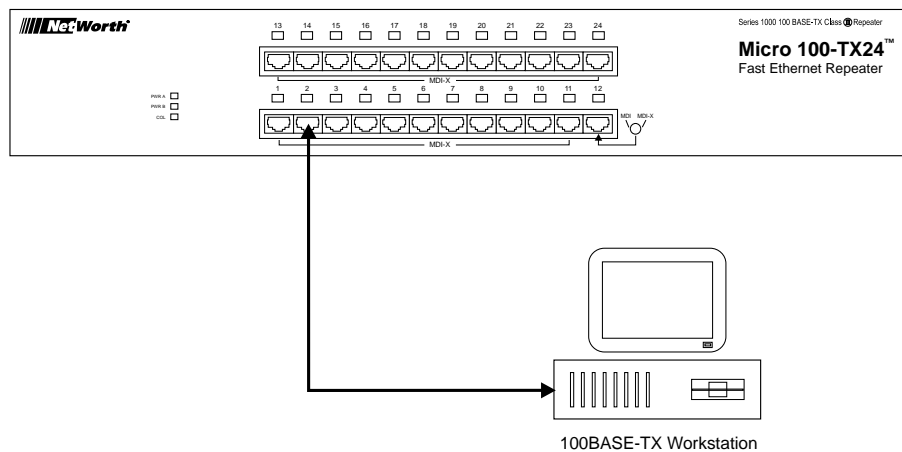 NetWorth
Series 1000 100 BASE-TX Class II Repeater
Micro 100-TX24™
Fast Ethernet Repeater
13 14 15 16 17 18 19 20 21 22 23 24
MDI-X
PWR A
PWR B
COL
1 2 3 4 5 6 7 8 9 10 11 12
MDI MDI-X
MDI-X
100BASE-TX Workstation